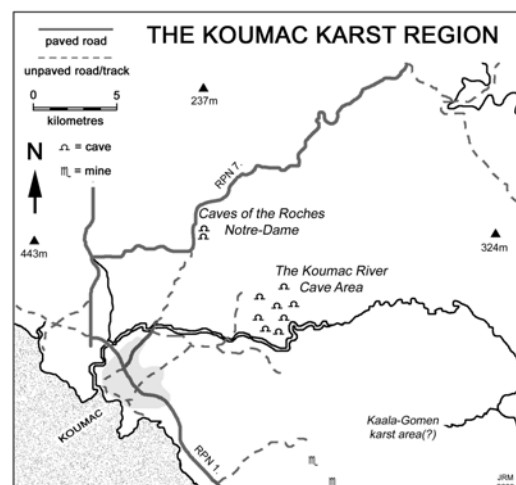 THE KOUMAC KARST REGION
paved road
unpaved road/track
0 5
kilometres
= cave
= mine
N
237m
RPN 7.
Caves of the Roches
Notre-Dame
443m
324m
The Koumac River
Cave Area
KOUMAC
RPN 1.
Kaala-Gomen
karst area(?)
JRM